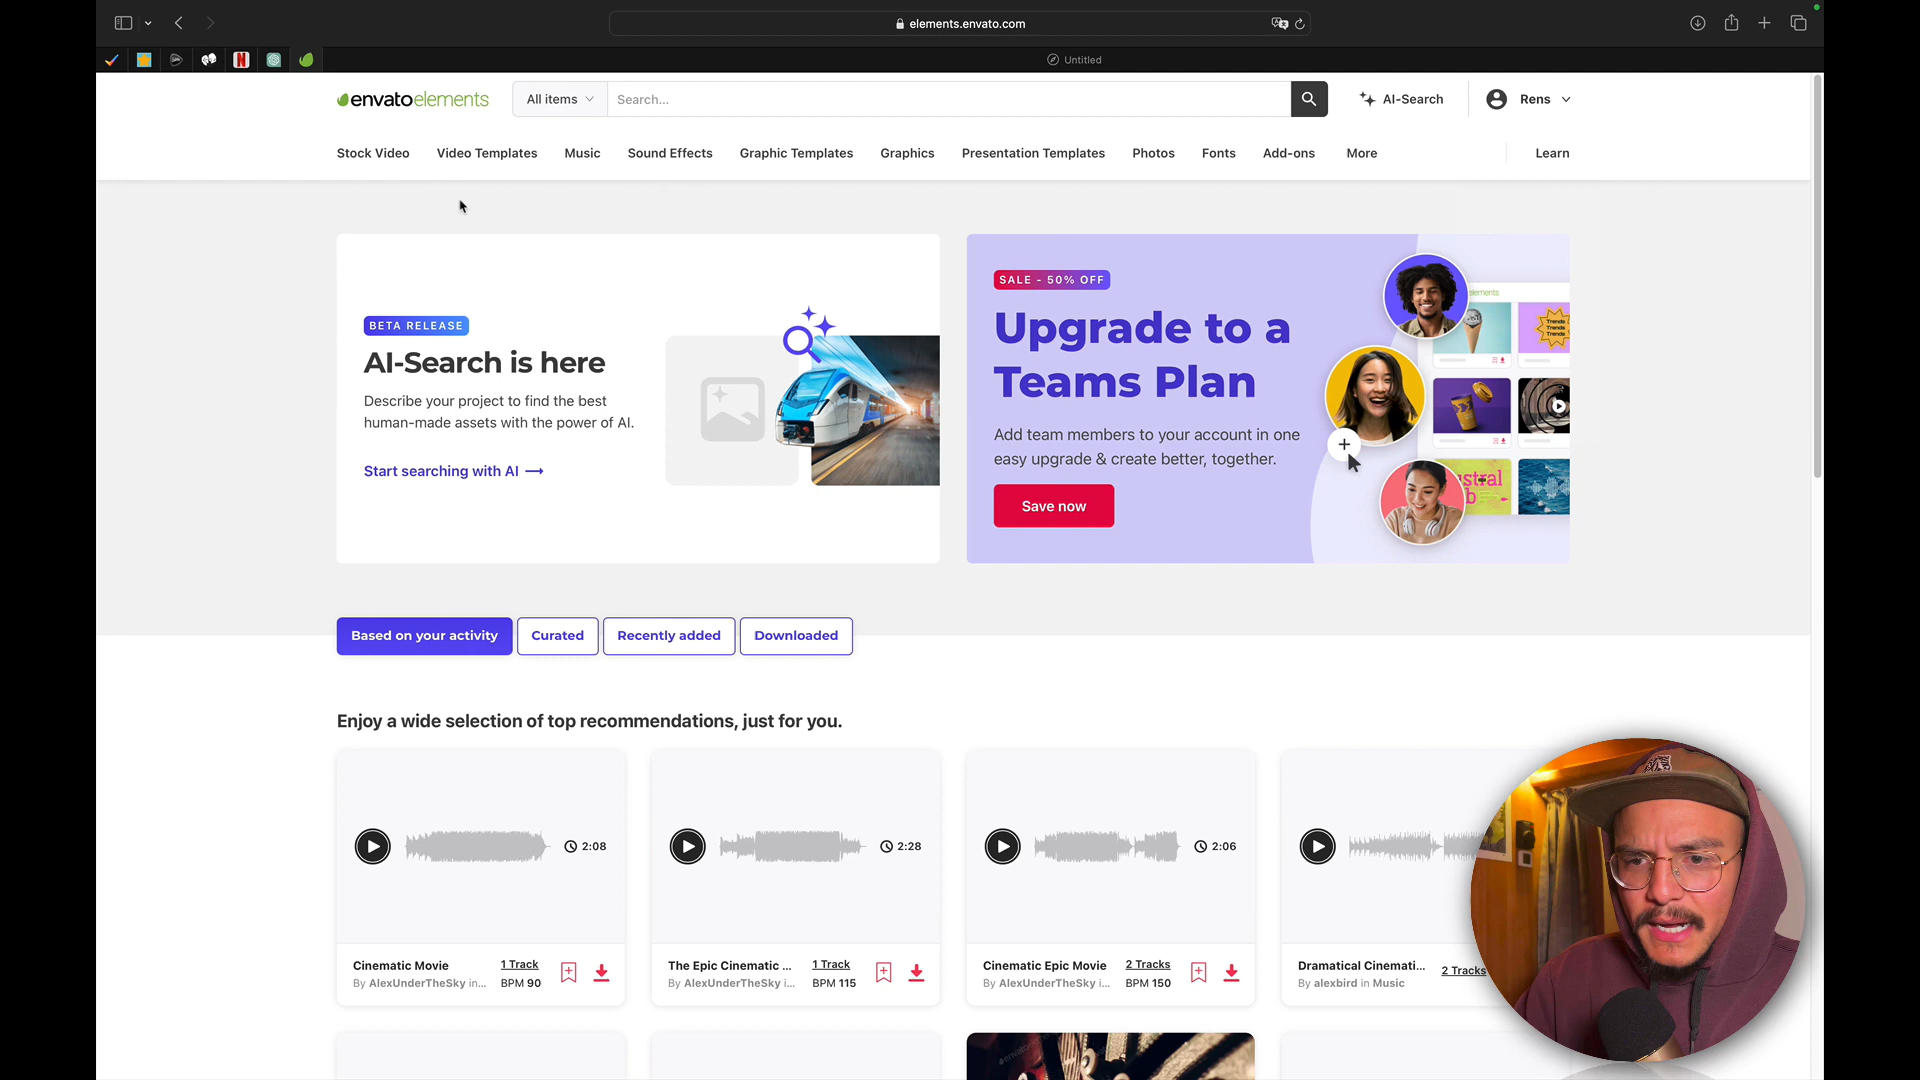 elements.envato.com
Untitled
envatoelements
All items
Search...
AI-Search
Rens
Stock Video
Video Templates
Music
Sound Effects
Graphic Templates
Graphics
Presentation Templates
Photos
Fonts
Add-ons
More
Learn
BETA RELEASE
AI-Search is here
Describe your project to find the best
human-made assets with the power of AI.
Start searching with AI
SALE - 50% OFF
Upgrade to a
Teams Plan
Add team members to your account in one
easy upgrade & create better, together.
Save now
Based on your activity
Curated
Recently added
Downloaded
Enjoy a wide selection of top recommendations, just for you.
2:08
2:28
2:06
Cinematic Movie
1 Track
By AlexUnderTheSky in...
BPM 90
The Epic Cinematic ...
1 Track
By AlexUnderTheSky i...
BPM 115
Cinematic Epic Movie
2 Tracks
By AlexUnderTheSky i...
BPM 150
Dramatical Cinemati...
2 Tracks
By alexbird in Music